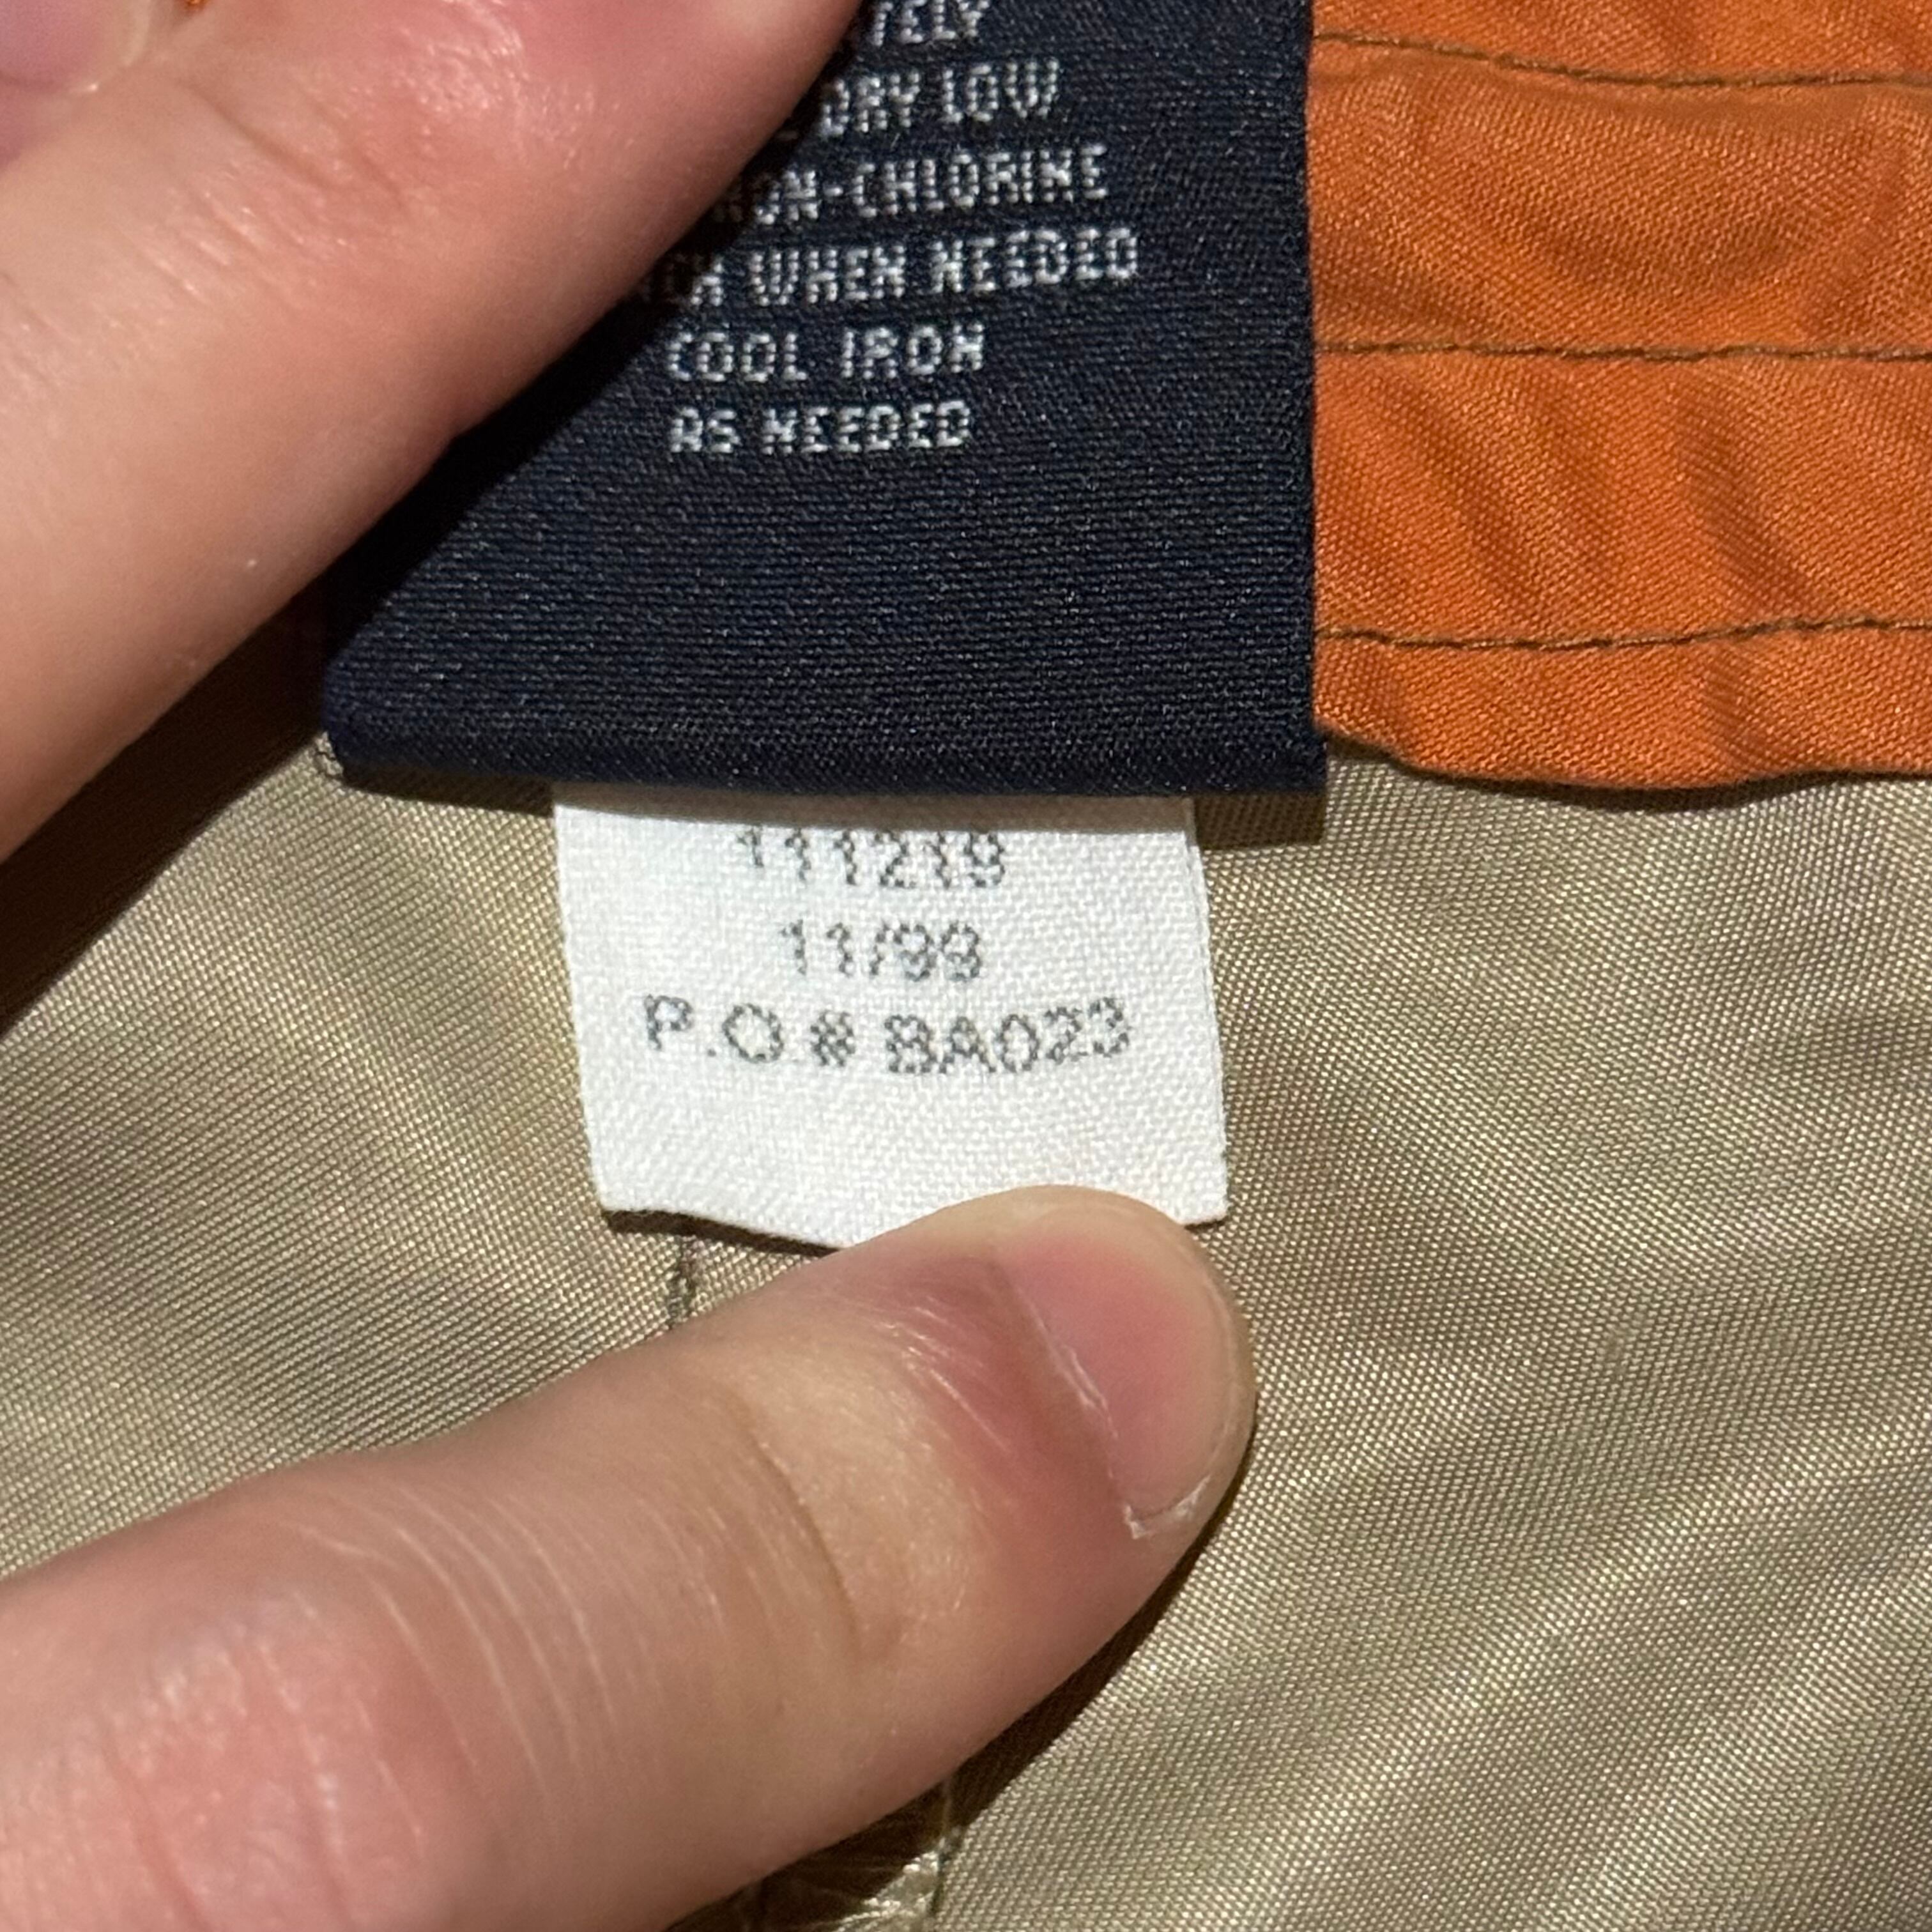 DRY LOW
NON-CHLORINE
WHEN NEEDED
COOL IRON
AS NEEDED
111219
11/99
P.O.# BA023